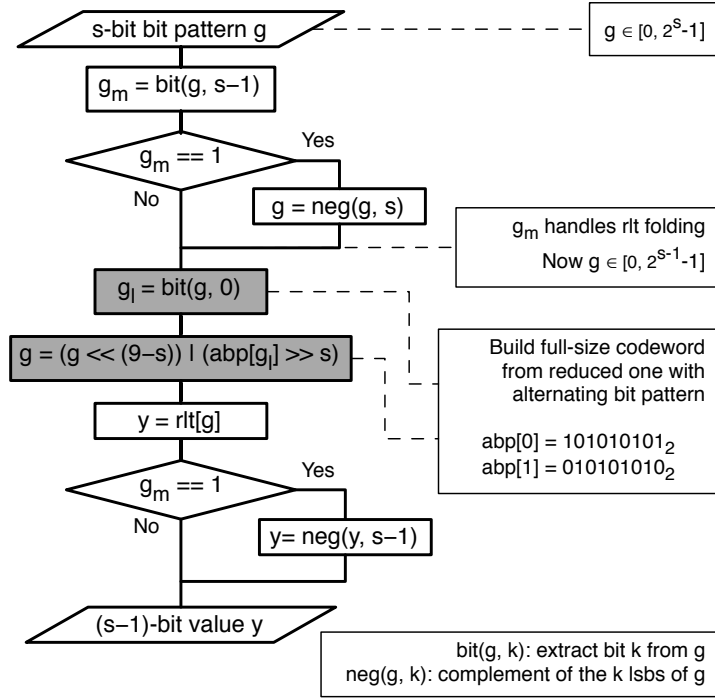 s-bit bit pattern g
g ∈ [0, 2^s-1]
g_m = bit(g, s−1)
g_m == 1
Yes
No
g = neg(g, s)
g_m handles rlt folding
Now g ∈ [0, 2^{s-1}-1]
g_l = bit(g, 0)
g = (g << (9−s)) | (abp[g_l] >> s)
Build full-size codeword
from reduced one with
alternating bit pattern
abp[0] = 101010101_2
abp[1] = 010101010_2
y = rlt[g]
g_m == 1
Yes
No
y= neg(y, s−1)
(s−1)-bit value y
bit(g, k): extract bit k from g
neg(g, k): complement of the k lsbs of g